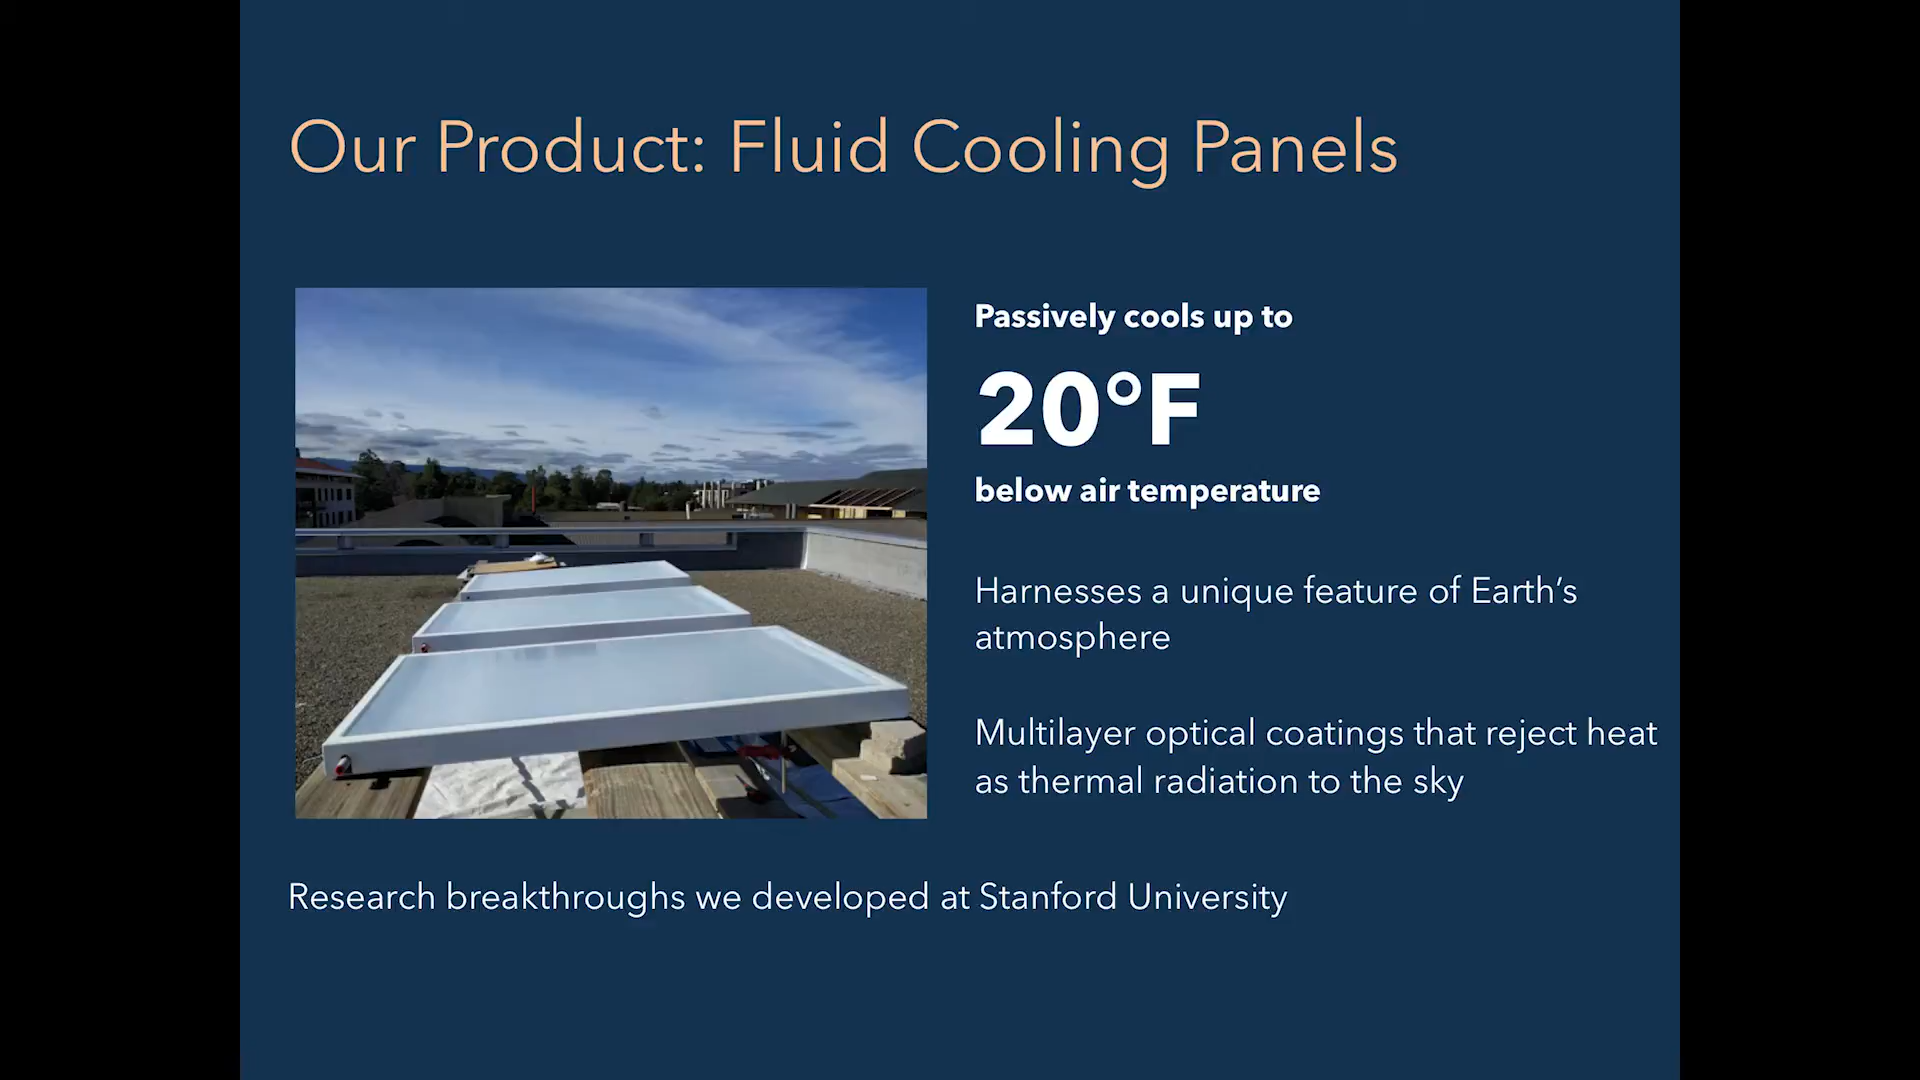 Our Product: Fluid Cooling Panels
Passively cools up to
20°F
below air temperature
Harnesses a unique feature of Earth’s
atmosphere
Multilayer optical coatings that reject heat
as thermal radiation to the sky
Research breakthroughs we developed at Stanford University